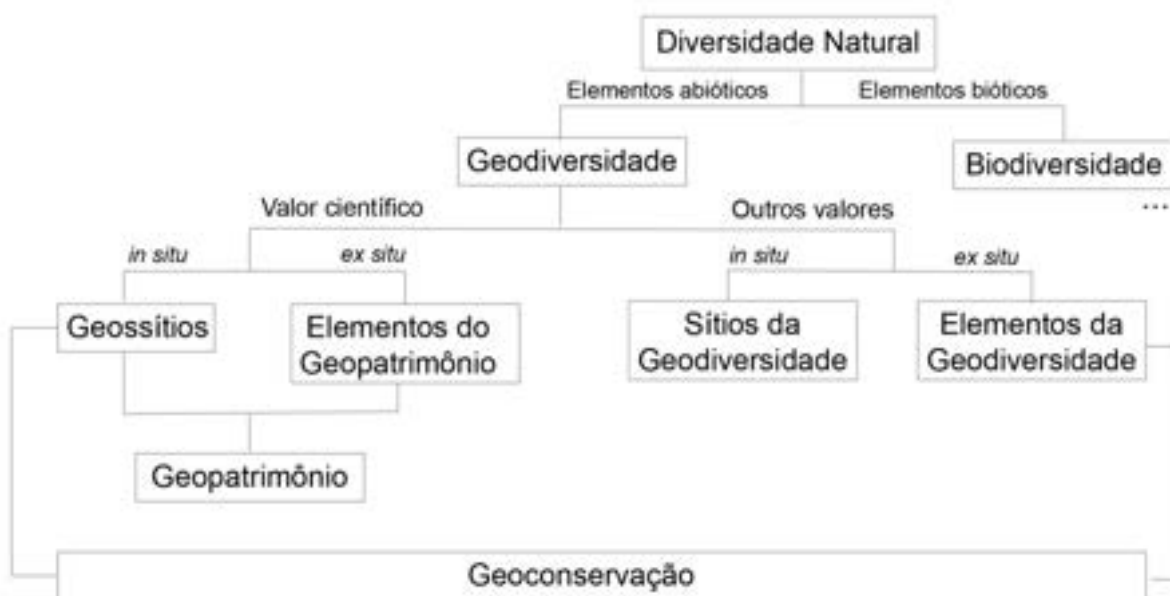 Diversidade Natural
Elementos abióticos Elementos bióticos
Geodiversidade
Biodiversidade
...
Valor científico Outros valores
in situ ex situ in situ ex situ
Geossítios
Elementos do
Geopatrimônio
Sítios da
Geodiversidade
Elementos da
Geodiversidade
Geopatrimônio
Geoconservação